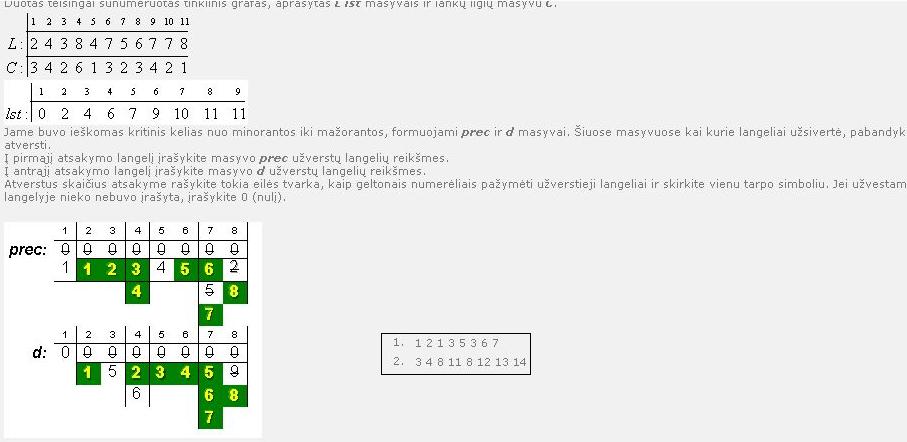 Duotas teisingai sunumeruotas tinklinis grafas, aprašytas L lst masyvais ir lankų ilgių masyvu C.
1 2 3 4 5 6 7 8 9 10 11
L: 2 4 3 8 4 7 5 6 7 7 8
C: 3 4 2 6 1 3 2 3 4 2 1
1 2 3 4 5 6 7 8 9
lst: 0 2 4 6 7 9 10 11 11
Jame buvo ieškomas kritinis kelias nuo minorantos iki mažorantos, formuojami prec ir d masyvai. Šiuose masyvuose kai kurie langeliai užsivertė, pabandyk
atversti.
Į pirmąjį atsakymo langelį įrašykite masyvo prec užverstų langelių reikšmes.
Į antrąjį atsakymo langelį įrašykite masyvo d užverstų langelių reikšmes.
Atverstus skaičius atsakyme rašykite tokia eilės tvarka, kaip geltonais numerėliais pažymėti užverstieji langeliai ir skirkite vienu tarpo simboliu. Jei užvestam
langelyje nieko nebuvo įrašyta, įrašykite 0 (nulį).
1 2 3 4 5 6 7 8
prec: 0 0 0 0 0 0 0 0
1 1 2 3 4 5 6 2
4 5 8
7
1 2 3 4 5 6 7 8
d: 0 0 0 0 0 0 0 0
1 5 2 3 4 5 9
6 6 8
7
1. 1 2 1 3 5 3 6 7
2. 3 4 8 11 8 12 13 14